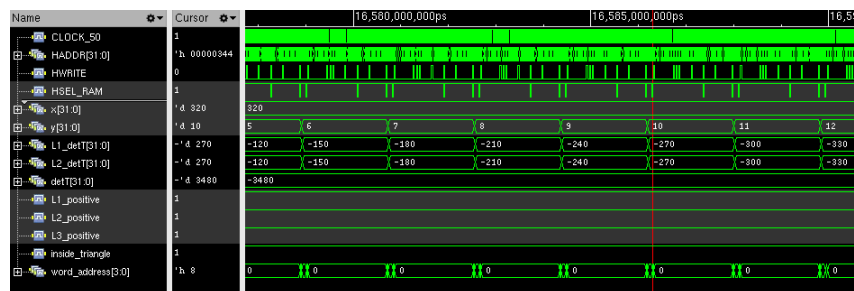 Name Cursor 16,580,000,000ps 16,585,000,000ps 16,5
CLOCK_50 1
HADDR[31:0] 'h 00000344
HWRITE 0
HSEL_RAM 1
x[31:0] 'd 320 320
y[31:0] 'd 10 5 6 7 8 9 10 11 12
L1_detT[31:0] -'d 270 -120 -150 -180 -210 -240 -270 -300 -330
L2_detT[31:0] -'d 270 -120 -150 -180 -210 -240 -270 -300 -330
detT[31:0] -'d 3480 -3480
L1_positive 1
L2_positive 1
L3_positive 1
inside_triangle 1
word_address[3:0] 'h 8 0 0 0 0 0 0 0 0